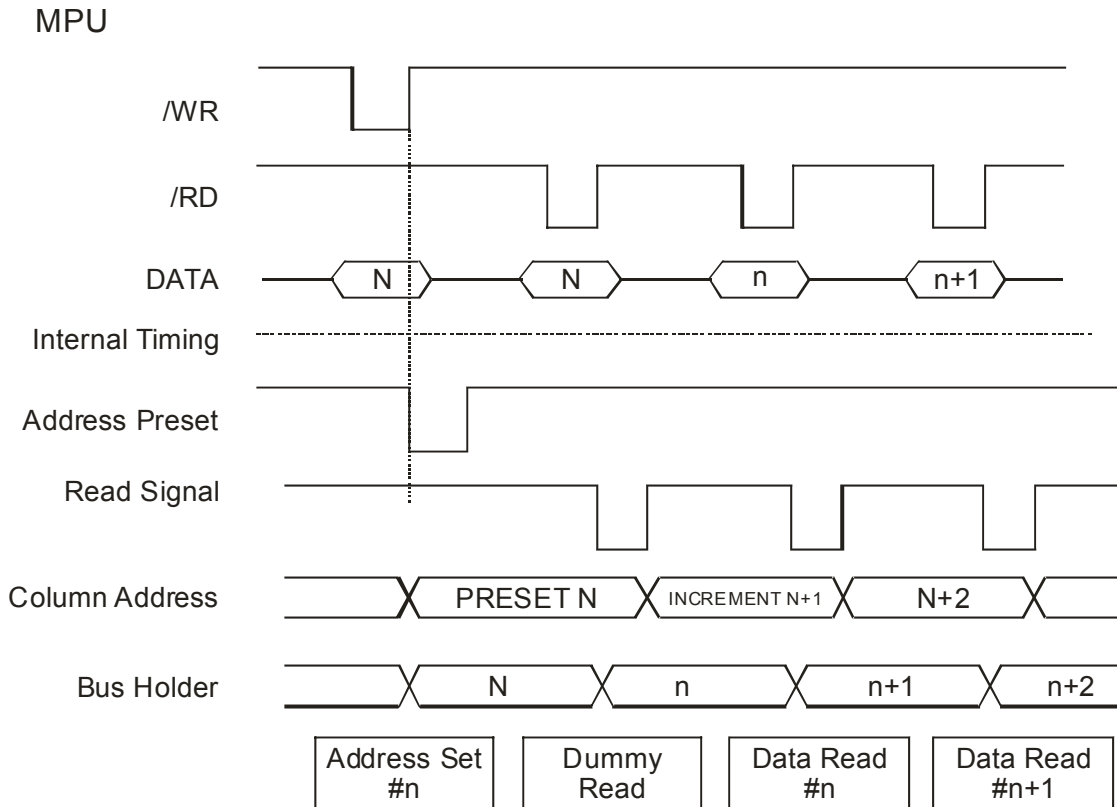 MPU
/WR
/RD
DATA N N n n+1
Internal Timing
Address Preset
Read Signal
Column Address PRESET N INCREMENT N+1 N+2
Bus Holder N n n+1 n+2
Address Set
#n
Dummy
Read
Data Read
#n
Data Read
#n+1